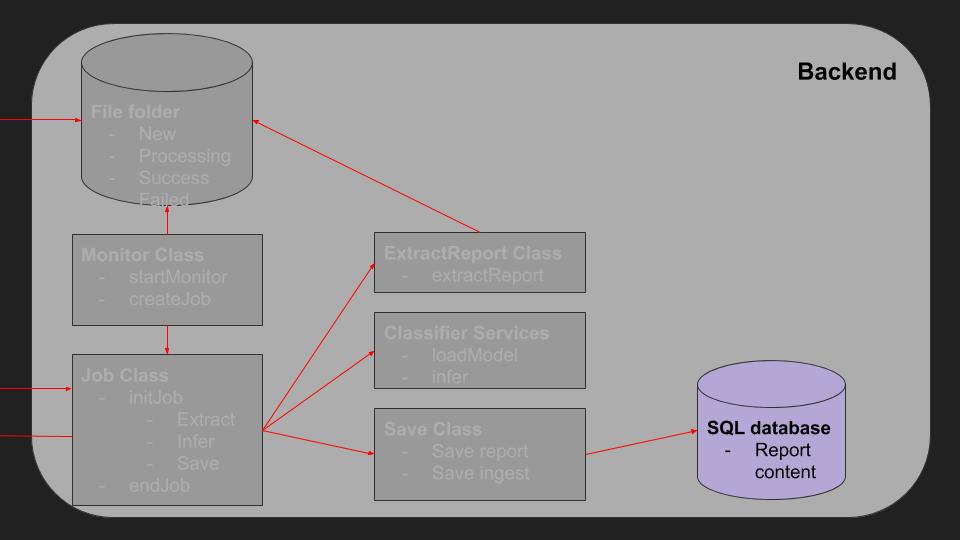 Backend
File folder
- New
- Processing
- Success
Failed
Monitor Class
- startMonitor
- createJob
Job Class
- initJob
- Extract
- Infer
- Save
- endJob
ExtractReport Class
- extractReport
Classifier Services
- loadModel
- infer
Save Class
- Save report
- Save ingest
SQL database
- Report
content